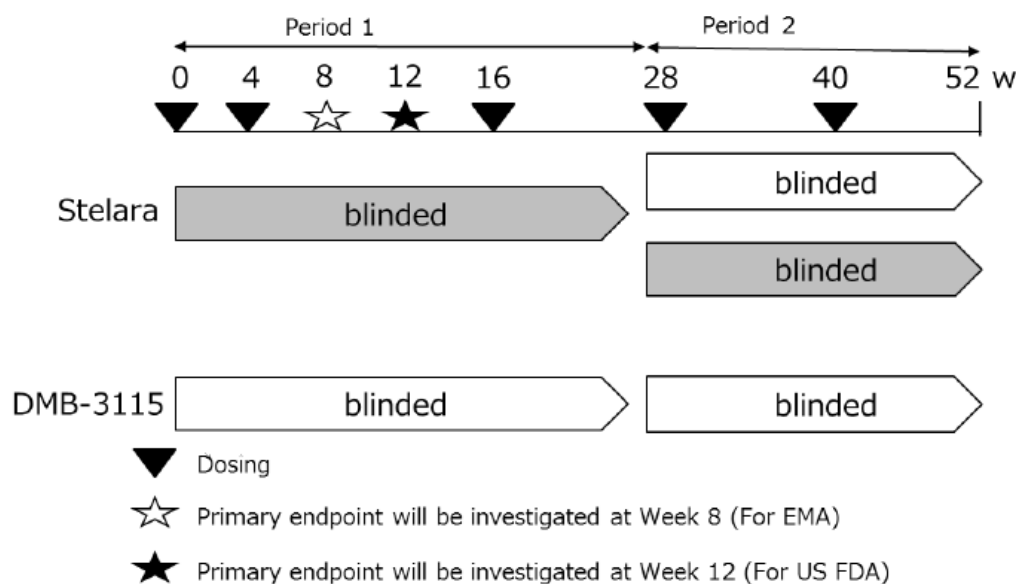 Period 1
Period 2
0 4 8 12 16 28 40 52 w
blinded
Stelara
blinded
blinded
DMB-3115
blinded
blinded
Dosing
Primary endpoint will be investigated at Week 8 (For EMA)
Primary endpoint will be investigated at Week 12 (For US FDA)